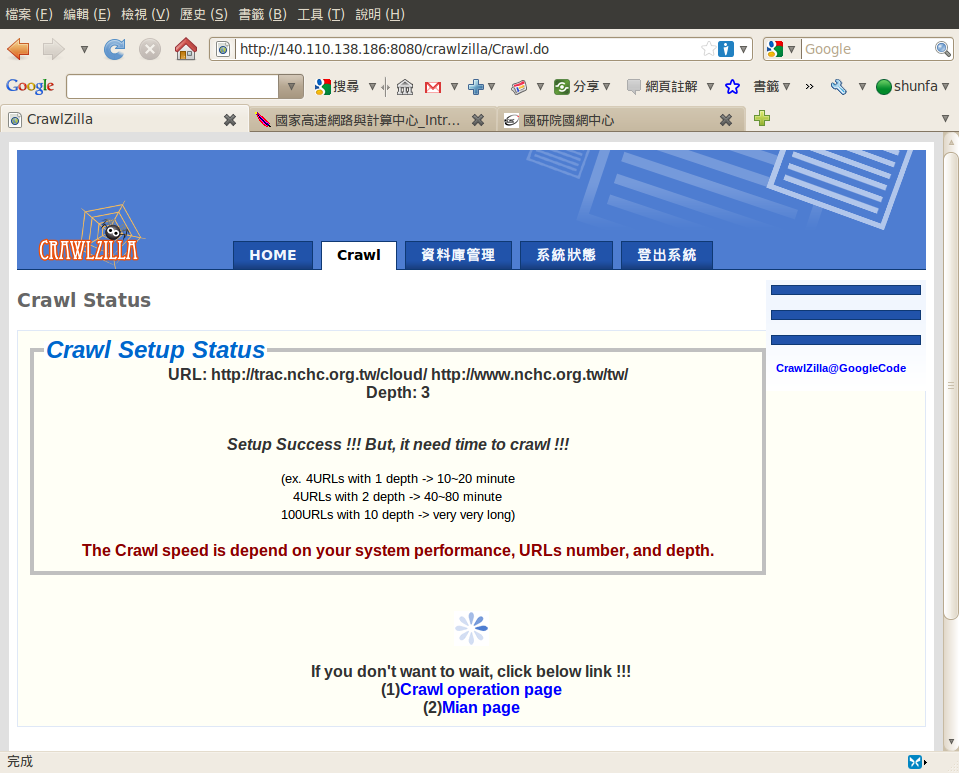 檔案 (F) 編輯 (E) 檢視 (V) 歷史 (S) 書籤 (B) 工具 (T) 說明 (H)
http://140.110.138.186:8080/crawlzilla/Crawl.do
Google
Google 搜尋 分享 網頁註解 書籤 » shunfa
CrawlZilla 國家高速網路與計算中心_Intr... 國研院國網中心
CRAWLZILLA
HOME Crawl 資料庫管理 系統狀態 登出系統
Crawl Status
CrawlZilla@GoogleCode
Crawl Setup Status
URL: http://trac.nchc.org.tw/cloud/ http://www.nchc.org.tw/tw/
Depth: 3
Setup Success !!! But, it need time to crawl !!!
(ex. 4URLs with 1 depth -> 10~20 minute
4URLs with 2 depth -> 40~80 minute
100URLs with 10 depth -> very very long)
The Crawl speed is depend on your system performance, URLs number, and depth.
If you don't want to wait, click below link !!!
(1)Crawl operation page
(2)Mian page
完成